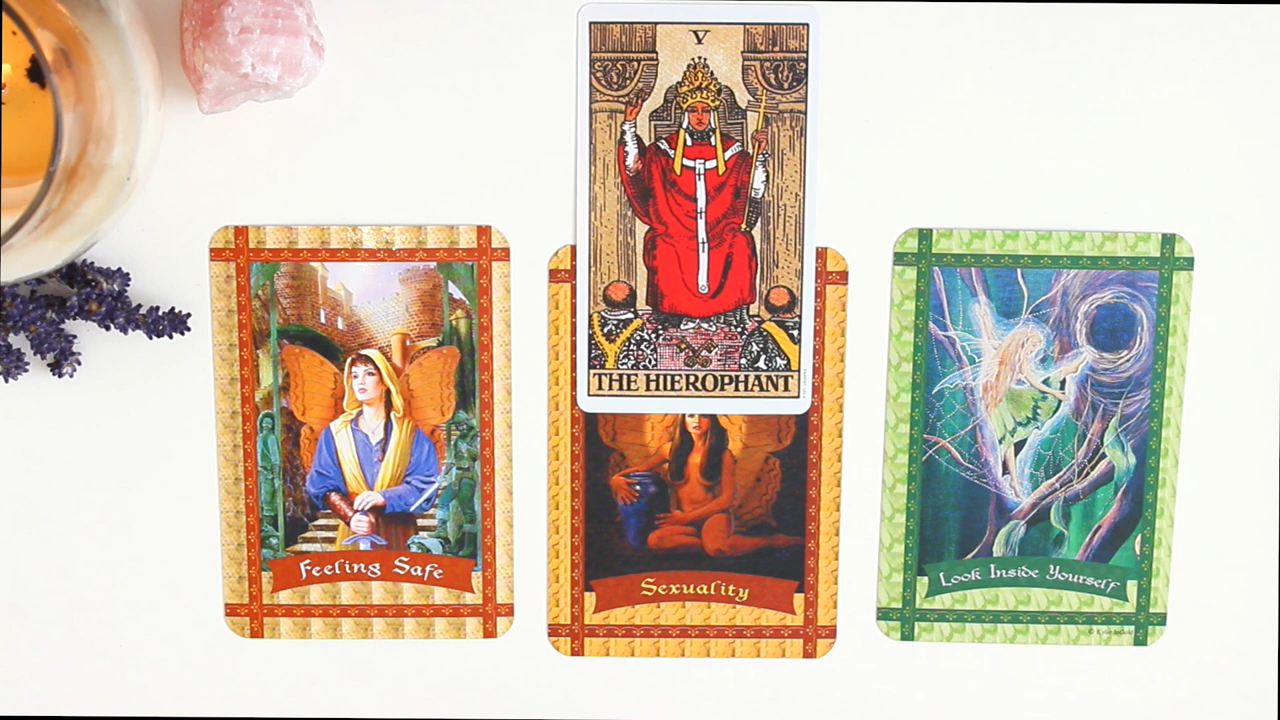 V
THE HIEROPHANT
Feeling Safe
Sexuality
Look Inside Yourself